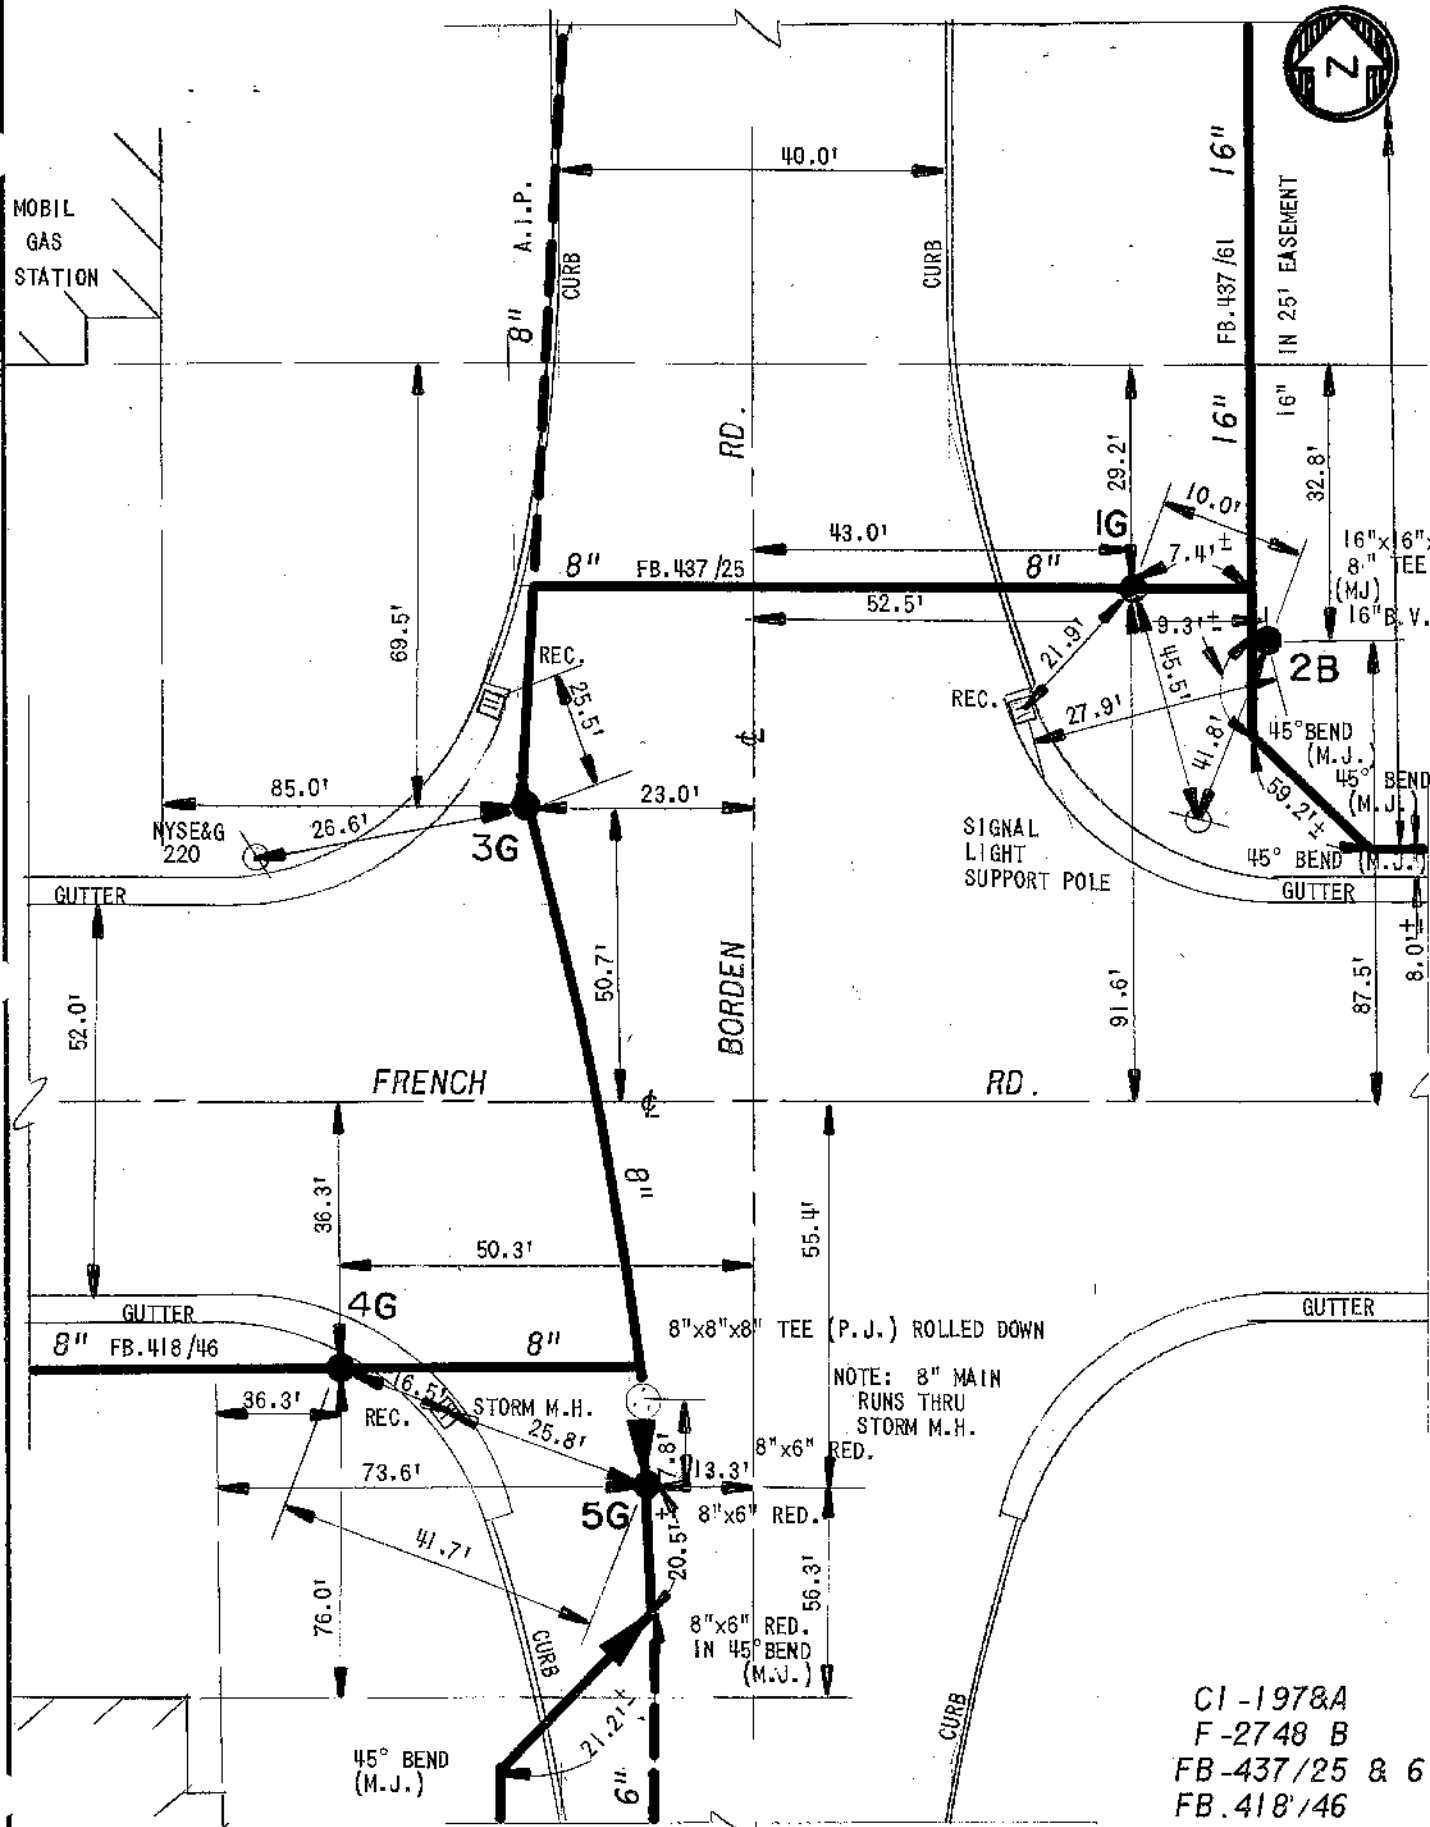 N
40.0'
MOBIL
GAS
STATION
A.I.P.
8"
CURB
CURB
16"
FB.437/61
IN 25' EASEMENT
16"
16"
RD.
29.2'
32.8'
10.0'
1G
7.4'±
43.0'
8"
FB.437/25
8"
52.5'
16"x16"x
8" TEE
(MJ)
16"B.V.
69.5'
REC.
25.5'
21.9'
9.3'±
45.5'
2B
REC.
27.9'
℄
41.8'
45°BEND
(M.J.)
45° BEND
(M.J.)
59.2'±
85.0'
23.0'
NYSE&G
220
26.6'
3G
SIGNAL
LIGHT
SUPPORT POLE
45° BEND (M.J.)
GUTTER
GUTTER
50.7'
BORDEN
91.6'
87.5'
8.0'±
52.0'
FRENCH
RD.
℄
36.3'
8"
55.4'
50.3'
GUTTER
4G
GUTTER
8"
FB.418/46
8"
8"x8"x8" TEE (P.J.) ROLLED DOWN
NOTE: 8" MAIN
RUNS THRU
STORM M.H.
36.3'
16.5'
REC.
STORM M.H.
25.8'
7.8'
8"x6" RED.
73.6'
13.3'
5G
8"x6" RED.
41.7'
20.5'±
56.3'
76.0'
8"x6" RED.
IN 45°BEND
(M.J.)
CURB
CURB
21.21'±
45° BEND
(M.J.)
6"
CI-1978A
F-2748 B
FB-437/25 & 6
FB.418/46